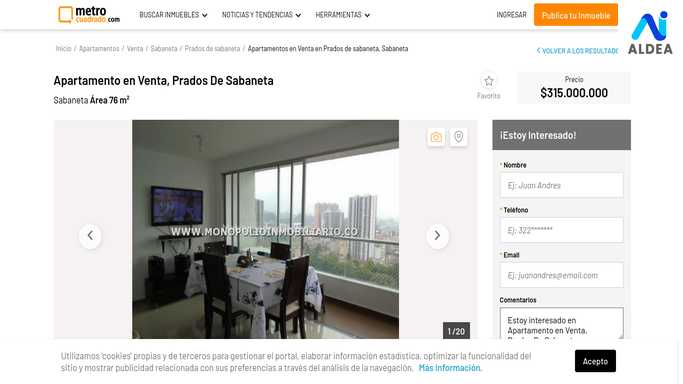 metro
cuadrado.com
BUSCAR INMUEBLES
NOTICIAS Y TENDENCIAS
HERRAMIENTAS
INGRESAR
Publica tu Inmueble
ALDEA
Inicio / Apartamentos / Venta / Sabaneta / Prados de sabaneta / Apartamentos en Venta en Prados de sabaneta, Sabaneta
VOLVER A LOS RESULTADO
Apartamento en Venta, Prados De Sabaneta
Sabaneta Área 76 m²
Favorito
Precio
$315.000.000
WWW.MONOPOLIOINMOBILIARIO.CO
1 / 20
¡Estoy Interesado!
* Nombre
Ej: Juan Andres
* Teléfono
Ej: 322*******
* Email
Ej: juanandres@email.com
Comentarios
Estoy interesado en
Apartamento en Venta,
Utilizamos 'cookies' propias y de terceros para gestionar el portal, elaborar información estadística, optimizar la funcionalidad del
sitio y mostrar publicidad relacionada con sus preferencias a través del análisis de la navegación. Más información.
Acepto